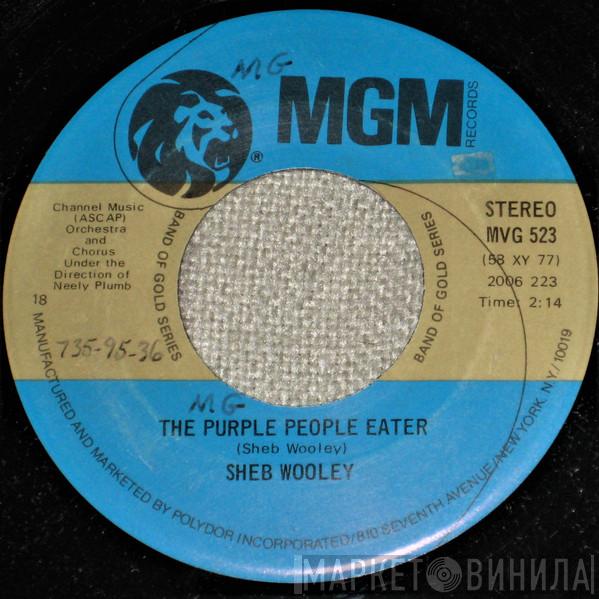 MG
MGM
RECORDS
®
Channel Music
(ASCAP)
Orchestra
and
Chorus
Under the
Direction of
Neely Plumb
18
BAND OF GOLD SERIES
BAND OF GOLD SERIES
STEREO
MVG 523
(58 XY 77)
2006 223
Time: 2:14
735-95-36
MG
THE PURPLE PEOPLE EATER
(Sheb Wooley)
SHEB WOOLEY
MANUFACTURED AND MARKETED BY POLYDOR INCORPORATED/810 SEVENTH AVENUE/NEW YORK, N.Y./10019
МАРКЕТ ВИНИЛА